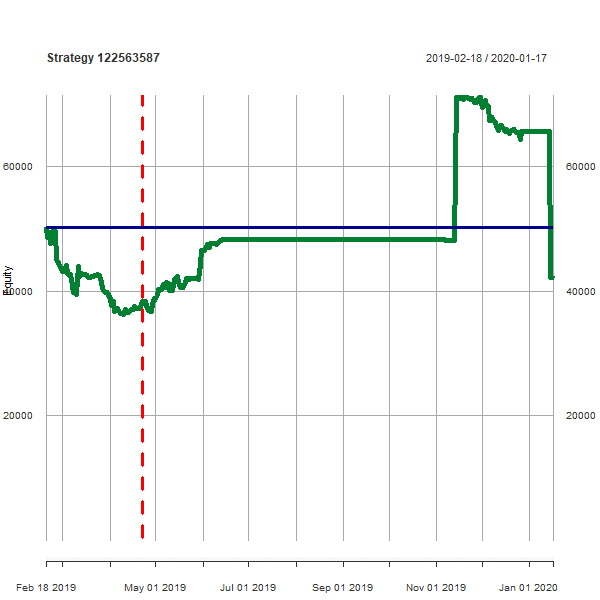 Strategy 122563587
2019-02-18 / 2020-01-17
60000
60000
Equity
40000
40000
20000
20000
Feb 18 2019
May 01 2019
Jul 01 2019
Sep 01 2019
Nov 01 2019
Jan 01 2020